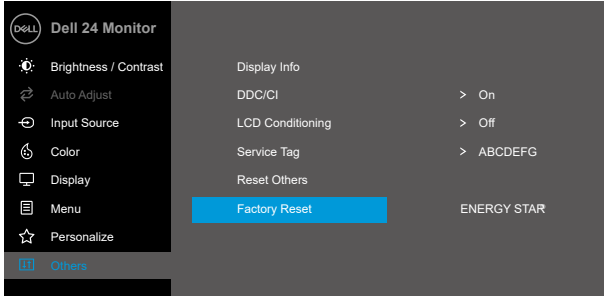 DELL Dell 24 Monitor
Brightness / Contrast
Display Info
Auto Adjust
DDC/CI > On
Input Source
LCD Conditioning > Off
Color
Service Tag > ABCDEFG
Display
Reset Others
Menu
Factory Reset ENERGY STAR®
Personalize
Others